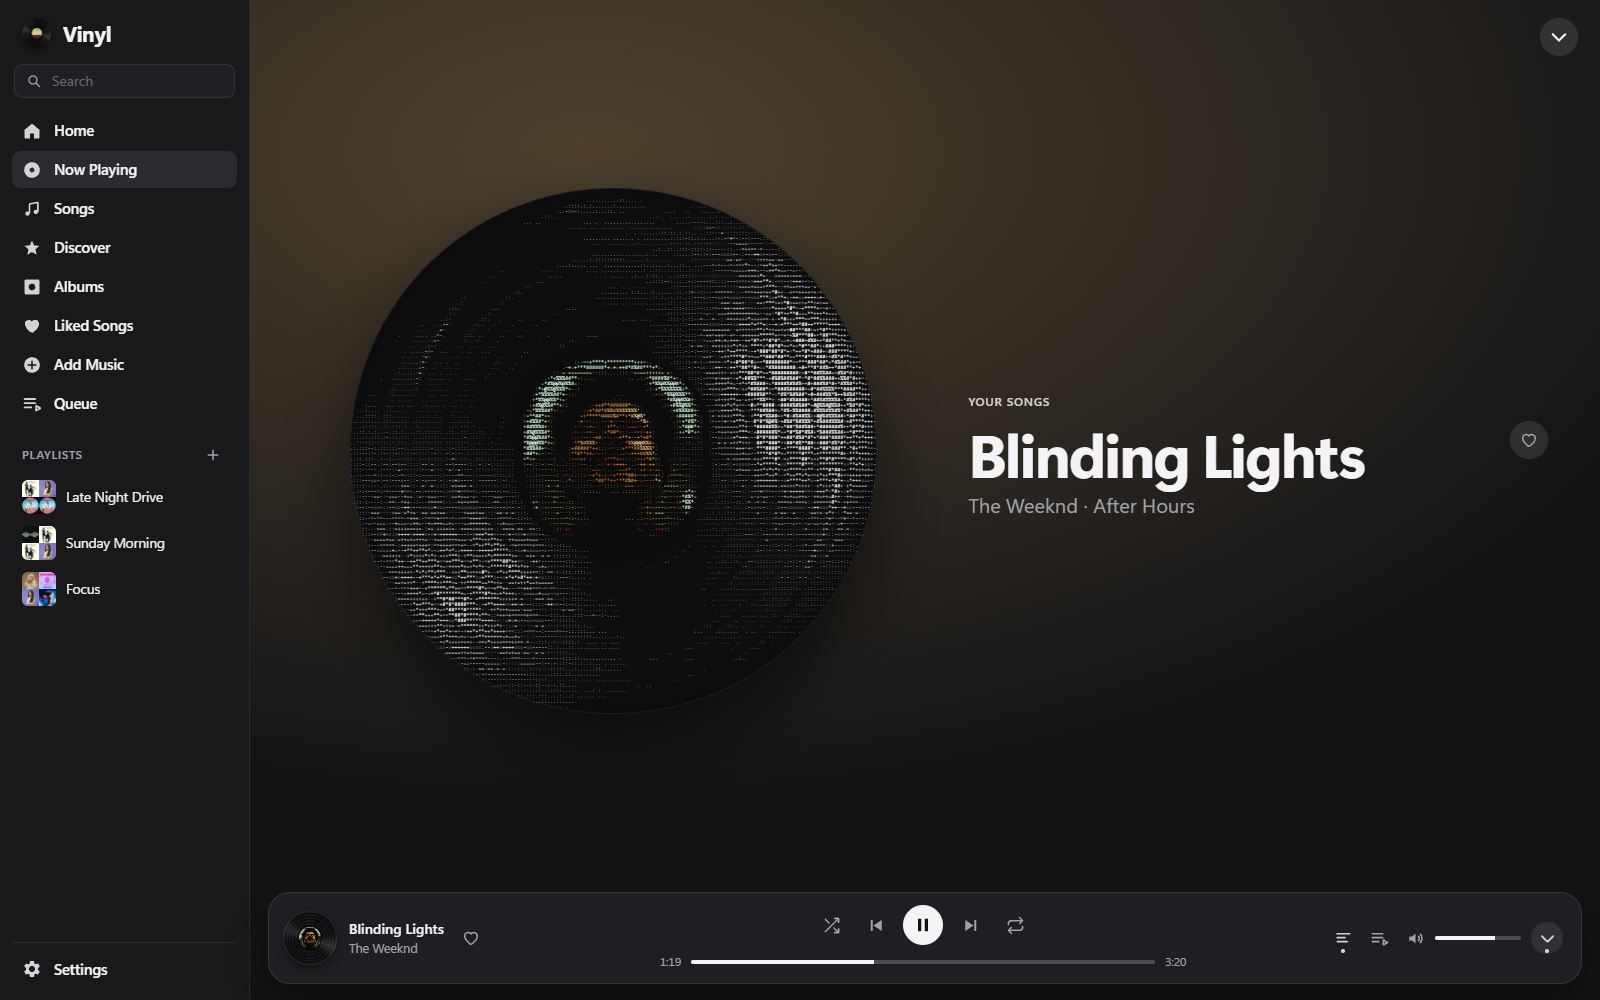 Vinyl
Search
Home
Now Playing
Songs
Discover
Albums
Liked Songs
Add Music
Queue
PLAYLISTS
Late Night Drive
Sunday Morning
Focus
Settings
YOUR SONGS
Blinding Lights
The Weeknd · After Hours
Blinding Lights
The Weeknd
1:19
3:20